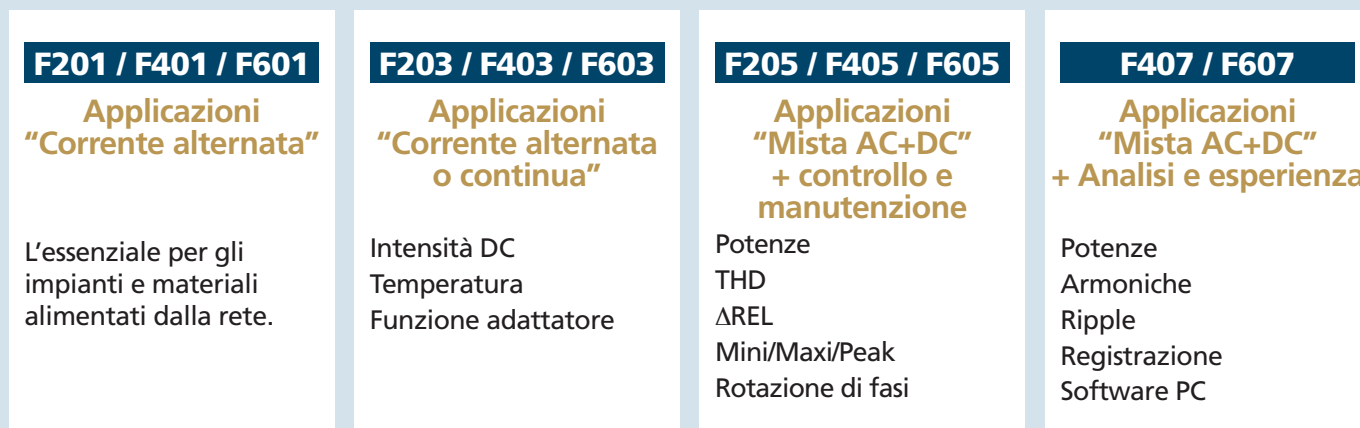 F201 / F401 / F601
Applicazioni
"Corrente alternata"
L'essenziale per gli
impianti e materiali
alimentati dalla rete.
F203 / F403 / F603
Applicazioni
"Corrente alternata
o continua"
Intensità DC
Temperatura
Funzione adattatore
F205 / F405 / F605
Applicazioni
"Mista AC+DC"
+ controllo e
manutenzione
Potenze
THD
∆REL
Mini/Maxi/Peak
Rotazione di fasi
F407 / F607
Applicazioni
"Mista AC+DC"
+ Analisi e esperienza
Potenze
Armoniche
Ripple
Registrazione
Software PC